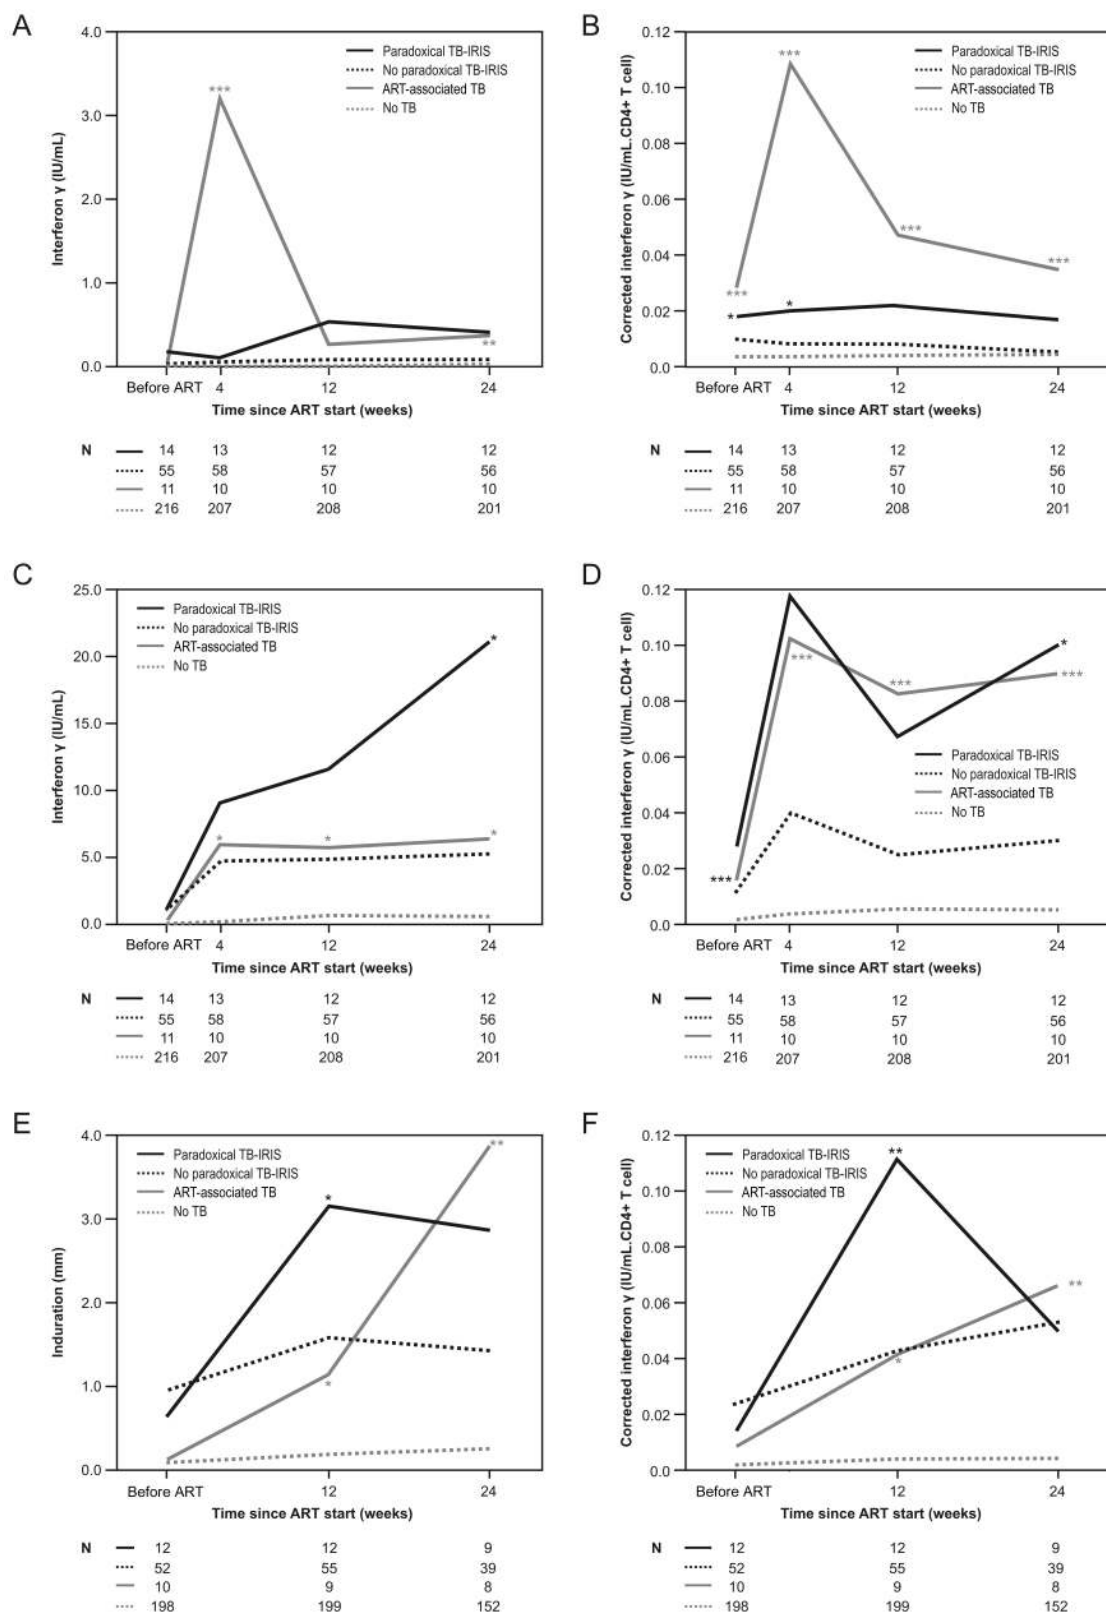 A
Interferon γ (IU/mL)
4.0
3.0
2.0
1.0
0.0
Paradoxical TB-IRIS
No paradoxical TB-IRIS
ART-associated TB
No TB
***
**
Before ART 4 12 24
Time since ART start (weeks)
N 14 13 12 12
55 58 57 56
11 10 10 10
216 207 208 201
B
Corrected interferon γ (IU/mL.CD4+ T cell)
0.12
0.10
0.08
0.06
0.04
0.02
0.0
Paradoxical TB-IRIS
No paradoxical TB-IRIS
ART-associated TB
No TB
***
***
***
***
*
*
Before ART 4 12 24
Time since ART start (weeks)
N 14 13 12 12
55 58 57 56
11 10 10 10
216 207 208 201
C
Interferon γ (IU/mL)
25.0
20.0
15.0
10.0
5.0
0.0
Paradoxical TB-IRIS
No paradoxical TB-IRIS
ART-associated TB
No TB
*
*
*
*
Before ART 4 12 24
Time since ART start (weeks)
N 14 13 12 12
55 58 57 56
11 10 10 10
216 207 208 201
D
Corrected interferon γ (IU/mL.CD4+ T cell)
0.12
0.10
0.08
0.06
0.04
0.02
0.0
*
***
***
***
***
Paradoxical TB-IRIS
No paradoxical TB-IRIS
ART-associated TB
No TB
Before ART 4 12 24
Time since ART start (weeks)
N 14 13 12 12
55 58 57 56
11 10 10 10
216 207 208 201
E
Induration (mm)
4.0
3.0
2.0
1.0
0.0
Paradoxical TB-IRIS
No paradoxical TB-IRIS
ART-associated TB
No TB
**
*
*
Before ART 12 24
Time since ART start (weeks)
N 12 12 9
52 55 39
10 9 8
198 199 152
F
Corrected interferon γ (IU/mL.CD4+ T cell)
0.12
0.10
0.08
0.06
0.04
0.02
0.0
Paradoxical TB-IRIS
No paradoxical TB-IRIS
ART-associated TB
No TB
**
**
*
Before ART 12 24
Time since ART start (weeks)
N 12 12 9
52 55 39
10 9 8
198 199 152